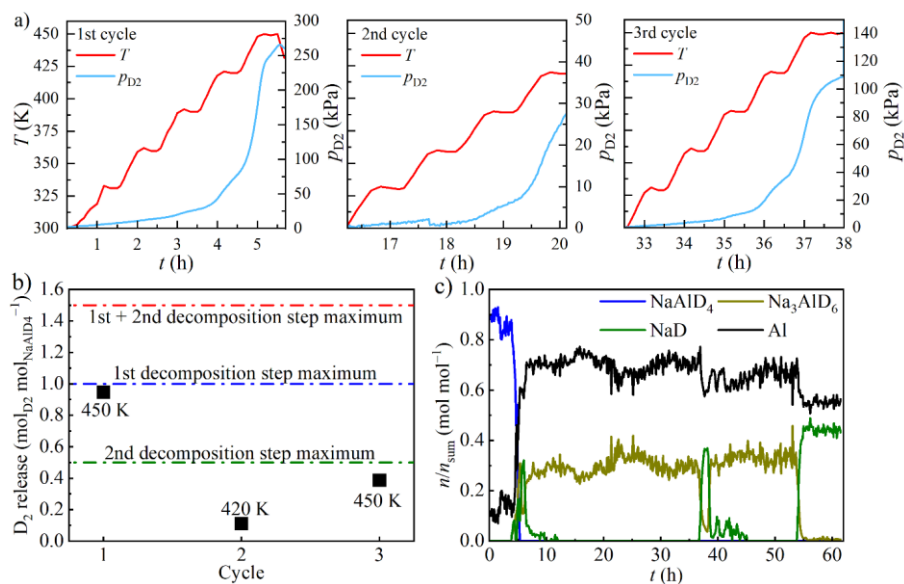 a)
1st cycle
T
pD2
T (K)
450
425
400
375
350
325
300
1 2 3 4 5
t (h)
300
250
200
150
100
50
0
pD2 (kPa)
2nd cycle
T
pD2
17 18 19 20
t (h)
50
40
30
20
10
0
pD2 (kPa)
3rd cycle
T
pD2
33 34 35 36 37 38
t (h)
140
120
100
80
60
40
20
0
pD2 (kPa)
b)
D2 release (molD2 molNaAlD4−1)
1.6
1.4
1.2
1.0
0.8
0.6
0.4
0.2
0.0
1st + 2nd decomposition step maximum
1st decomposition step maximum
450 K
2nd decomposition step maximum
420 K
450 K
1 2 3
Cycle
c)
NaAlD4 Na3AlD6
NaD Al
n/nsum (mol mol−1)
1.0
0.8
0.6
0.4
0.2
0.0
0 10 20 30 40 50 60
t (h)